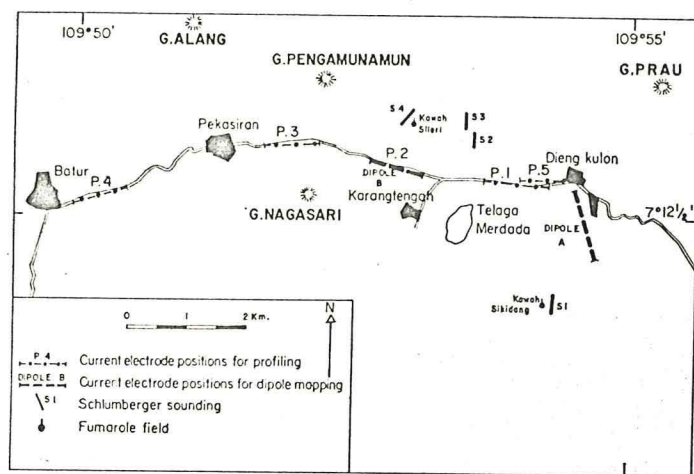 109°50'
109°55'
G.ALANG
G.PENGAMUNAMUN
G.PRAU
S4
Kawah
Sileri
S3
S2
Pekasiran
P.3
P.2
DIPOLE
B
Batur
P.4
P.1
P.5
Dieng kulon
Karangtengah
G.NAGASARI
Telaga
Merdada
DIPOLE
A
7°12½'
Kawah
Sikidang
S1
0 1 2 Km.
N
P. 4 Current electrode positions for profiling
DIPOLE B Current electrode positions for dipole mapping
S1 Schlumberger sounding
Fumarole field